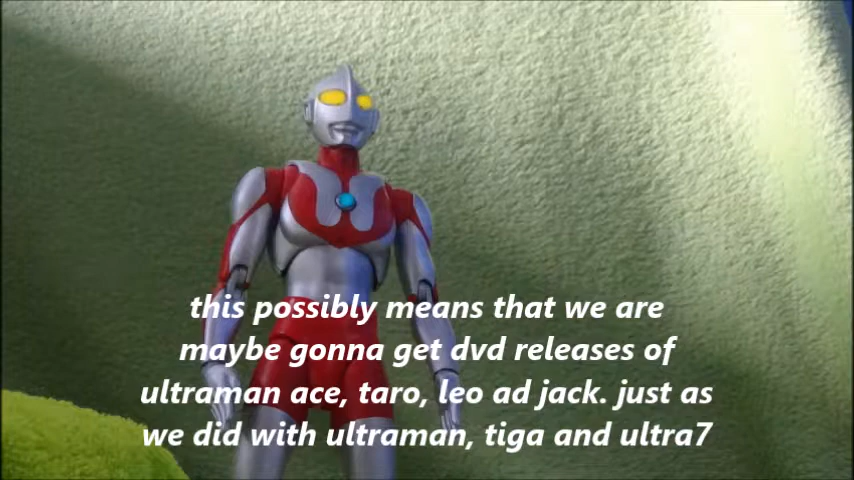 this possibly means that we are
maybe gonna get dvd releases of
ultraman ace, taro, leo ad jack. just as
we did with ultraman, tiga and ultra7